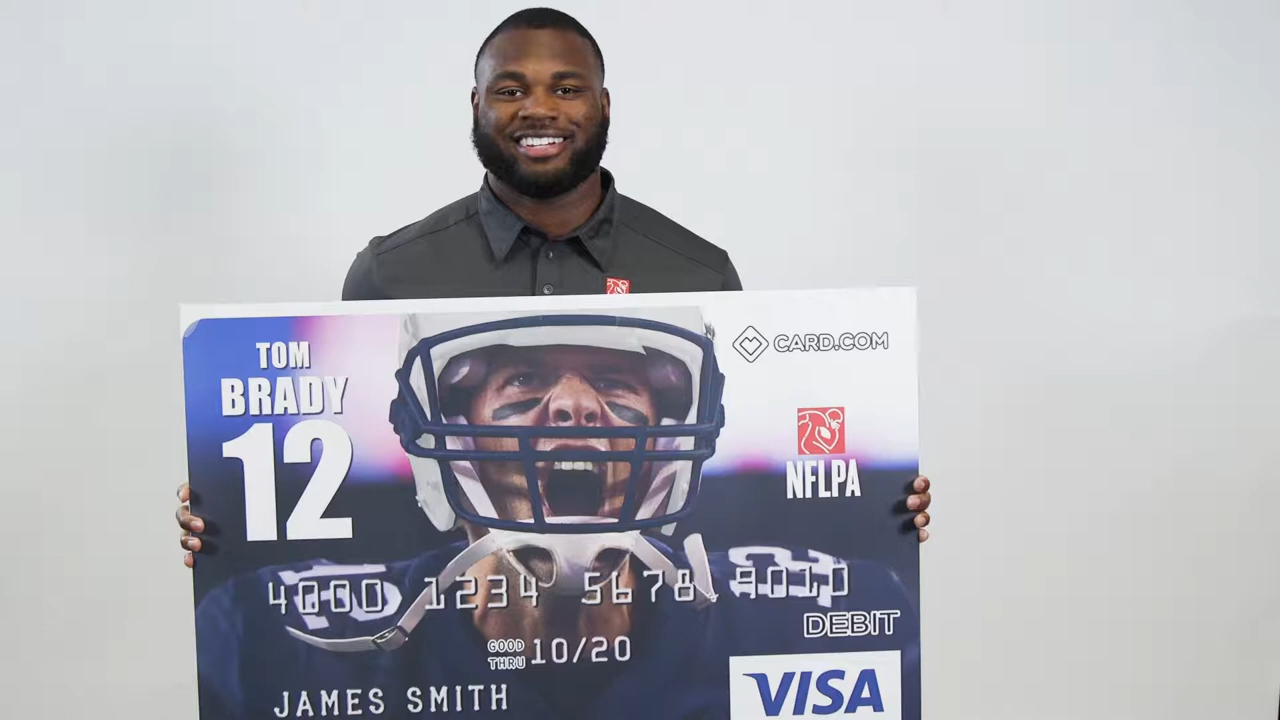 TOM
BRADY
12
CARD.COM
NFLPA
4000 1234 5678 9010
DEBIT
GOOD
THRU 10/20
JAMES SMITH
VISA